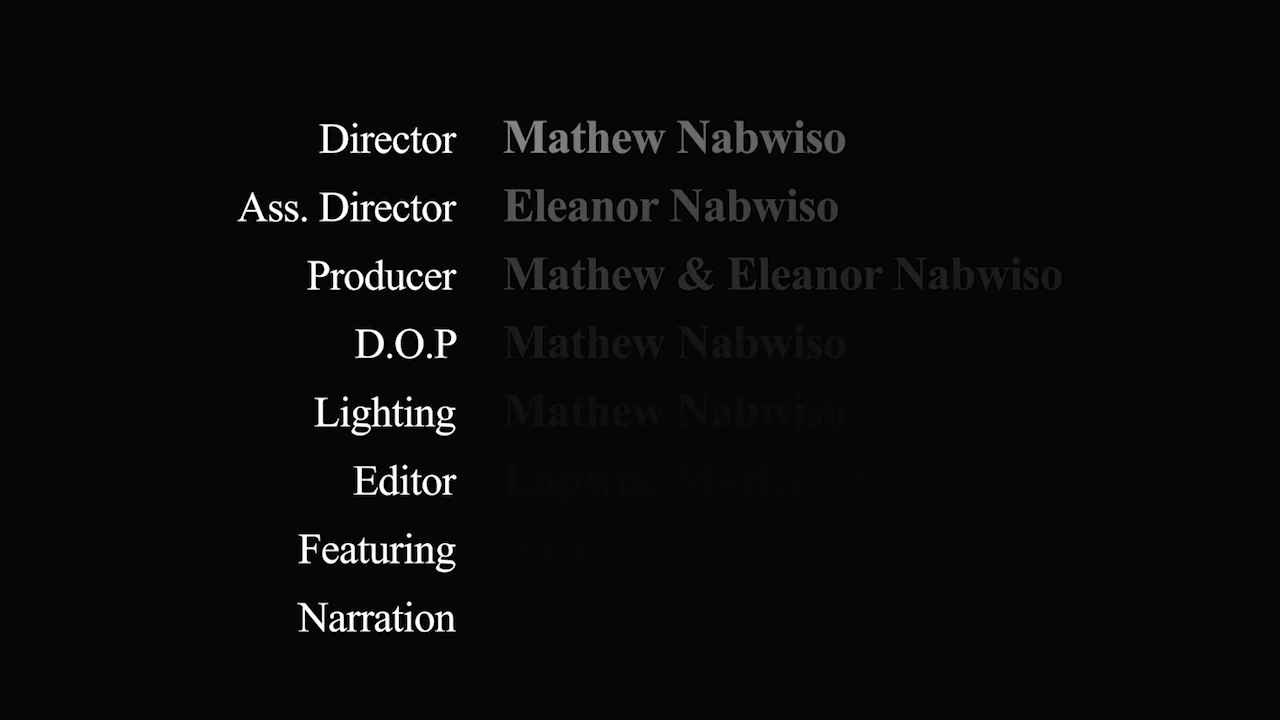 Director Mathew Nabwiso
Ass. Director Eleanor Nabwiso
Producer Mathew & Eleanor Nabwiso
D.O.P Mathew Nabwiso
Lighting Mathew Nabwiso
Editor
Featuring
Narration